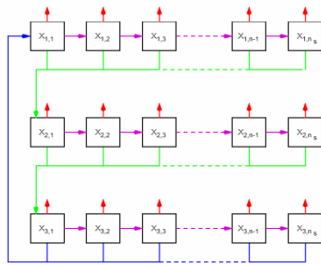 X1,1 X1,2 X1,3 X1,n-1 X1,ns
X2,1 X2,2 X2,3 X2,n-1 X2,ns
X3,1 X3,2 X3,3 X3,n-1 X3,ns